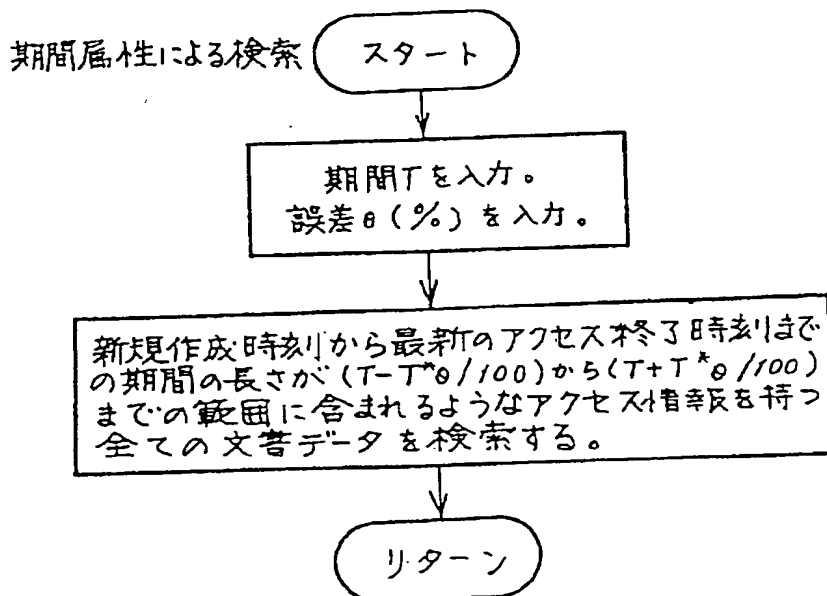 期間属性による検索
スタート
期間Tを入力。
誤差θ(%)を入力。
新規作成時刻から最新のアクセス終了時刻まで
の期間の長さが(T-T*θ/100)から(T+T*θ/100)
までの範囲に含まれるようなアクセス情報を持つ
全ての文書データを検索する。
リターン